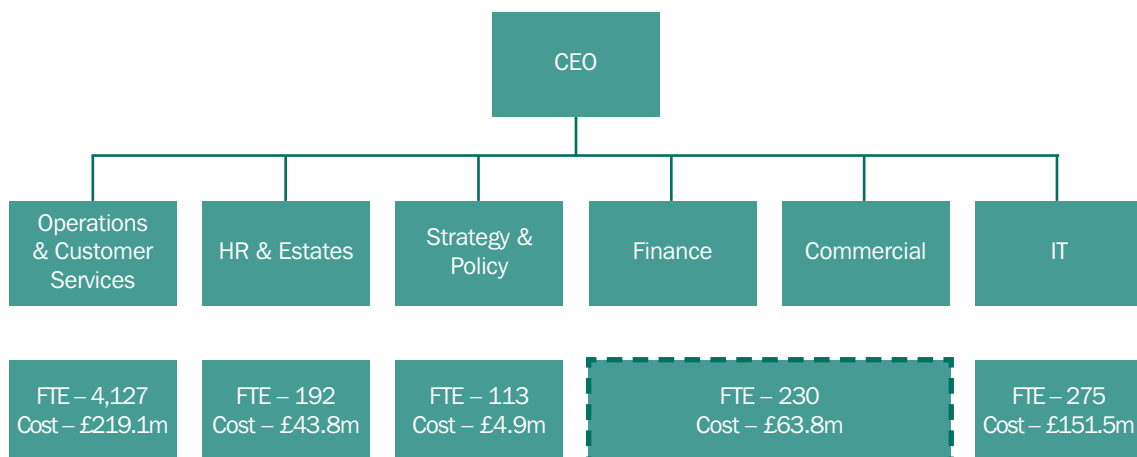 CEO
Operations
& Customer
Services
HR & Estates
Strategy &
Policy
Finance
Commercial
IT
FTE – 4,127
Cost – £219.1m
FTE – 192
Cost – £43.8m
FTE – 113
Cost – £4.9m
FTE – 230
Cost – £63.8m
FTE – 275
Cost – £151.5m